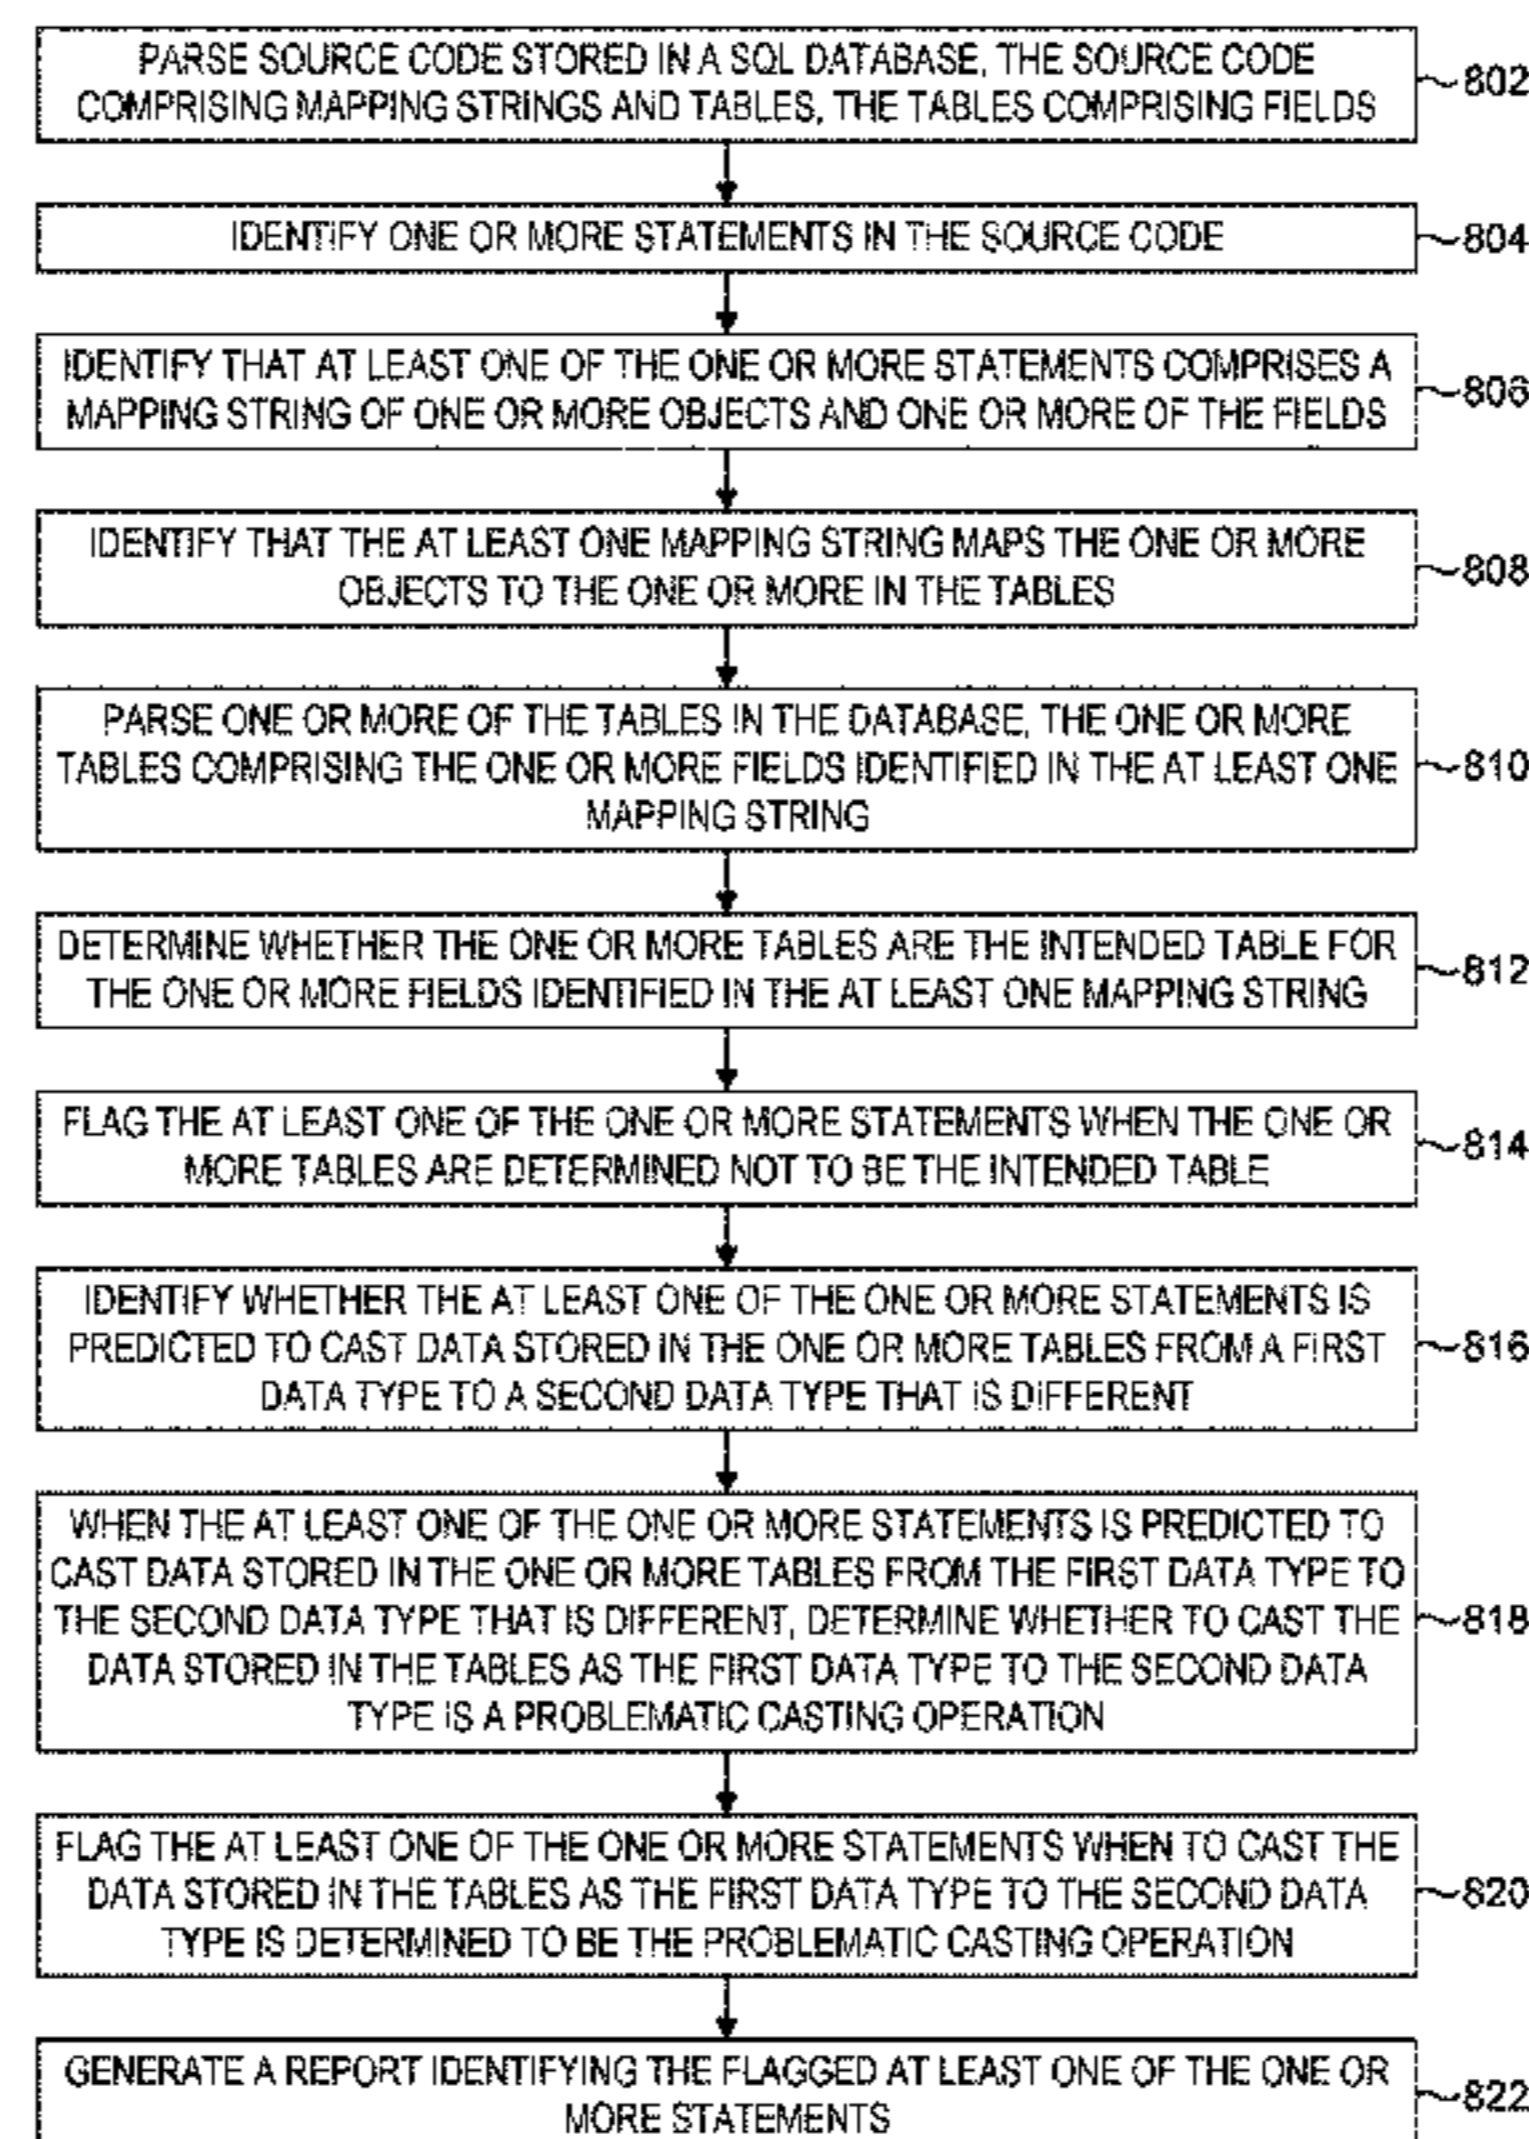 PARSE SOURCE CODE STORED IN A SQL DATABASE, THE SOURCE CODE
COMPRISING MAPPING STRINGS AND TABLES, THE TABLES COMPRISING FIELDS
802
IDENTIFY ONE OR MORE STATEMENTS IN THE SOURCE CODE
804
IDENTIFY THAT AT LEAST ONE OF THE ONE OR MORE STATEMENTS COMPRISES A
MAPPING STRING OF ONE OR MORE OBJECTS AND ONE OR MORE OF THE FIELDS
806
IDENTIFY THAT THE AT LEAST ONE MAPPING STRING MAPS THE ONE OR MORE
OBJECTS TO THE ONE OR MORE IN THE TABLES
808
PARSE ONE OR MORE OF THE TABLES IN THE DATABASE, THE ONE OR MORE
TABLES COMPRISING THE ONE OR MORE FIELDS IDENTIFIED IN THE AT LEAST ONE
MAPPING STRING
810
DETERMINE WHETHER THE ONE OR MORE TABLES ARE THE INTENDED TABLE FOR
THE ONE OR MORE FIELDS IDENTIFIED IN THE AT LEAST ONE MAPPING STRING
812
FLAG THE AT LEAST ONE OF THE ONE OR MORE STATEMENTS WHEN THE ONE OR
MORE TABLES ARE DETERMINED NOT TO BE THE INTENDED TABLE
814
IDENTIFY WHETHER THE AT LEAST ONE OF THE ONE OR MORE STATEMENTS IS
PREDICTED TO CAST DATA STORED IN THE ONE OR MORE TABLES FROM A FIRST
DATA TYPE TO A SECOND DATA TYPE THAT IS DIFFERENT
816
WHEN THE AT LEAST ONE OF THE ONE OR MORE STATEMENTS IS PREDICTED TO
CAST DATA STORED IN THE ONE OR MORE TABLES FROM THE FIRST DATA TYPE TO
THE SECOND DATA TYPE THAT IS DIFFERENT, DETERMINE WHETHER TO CAST THE
DATA STORED IN THE TABLES AS THE FIRST DATA TYPE TO THE SECOND DATA
TYPE IS A PROBLEMATIC CASTING OPERATION
818
FLAG THE AT LEAST ONE OF THE ONE OR MORE STATEMENTS WHEN TO CAST THE
DATA STORED IN THE TABLES AS THE FIRST DATA TYPE TO THE SECOND DATA
TYPE IS DETERMINED TO BE THE PROBLEMATIC CASTING OPERATION
820
GENERATE A REPORT IDENTIFYING THE FLAGGED AT LEAST ONE OF THE ONE OR
MORE STATEMENTS
822